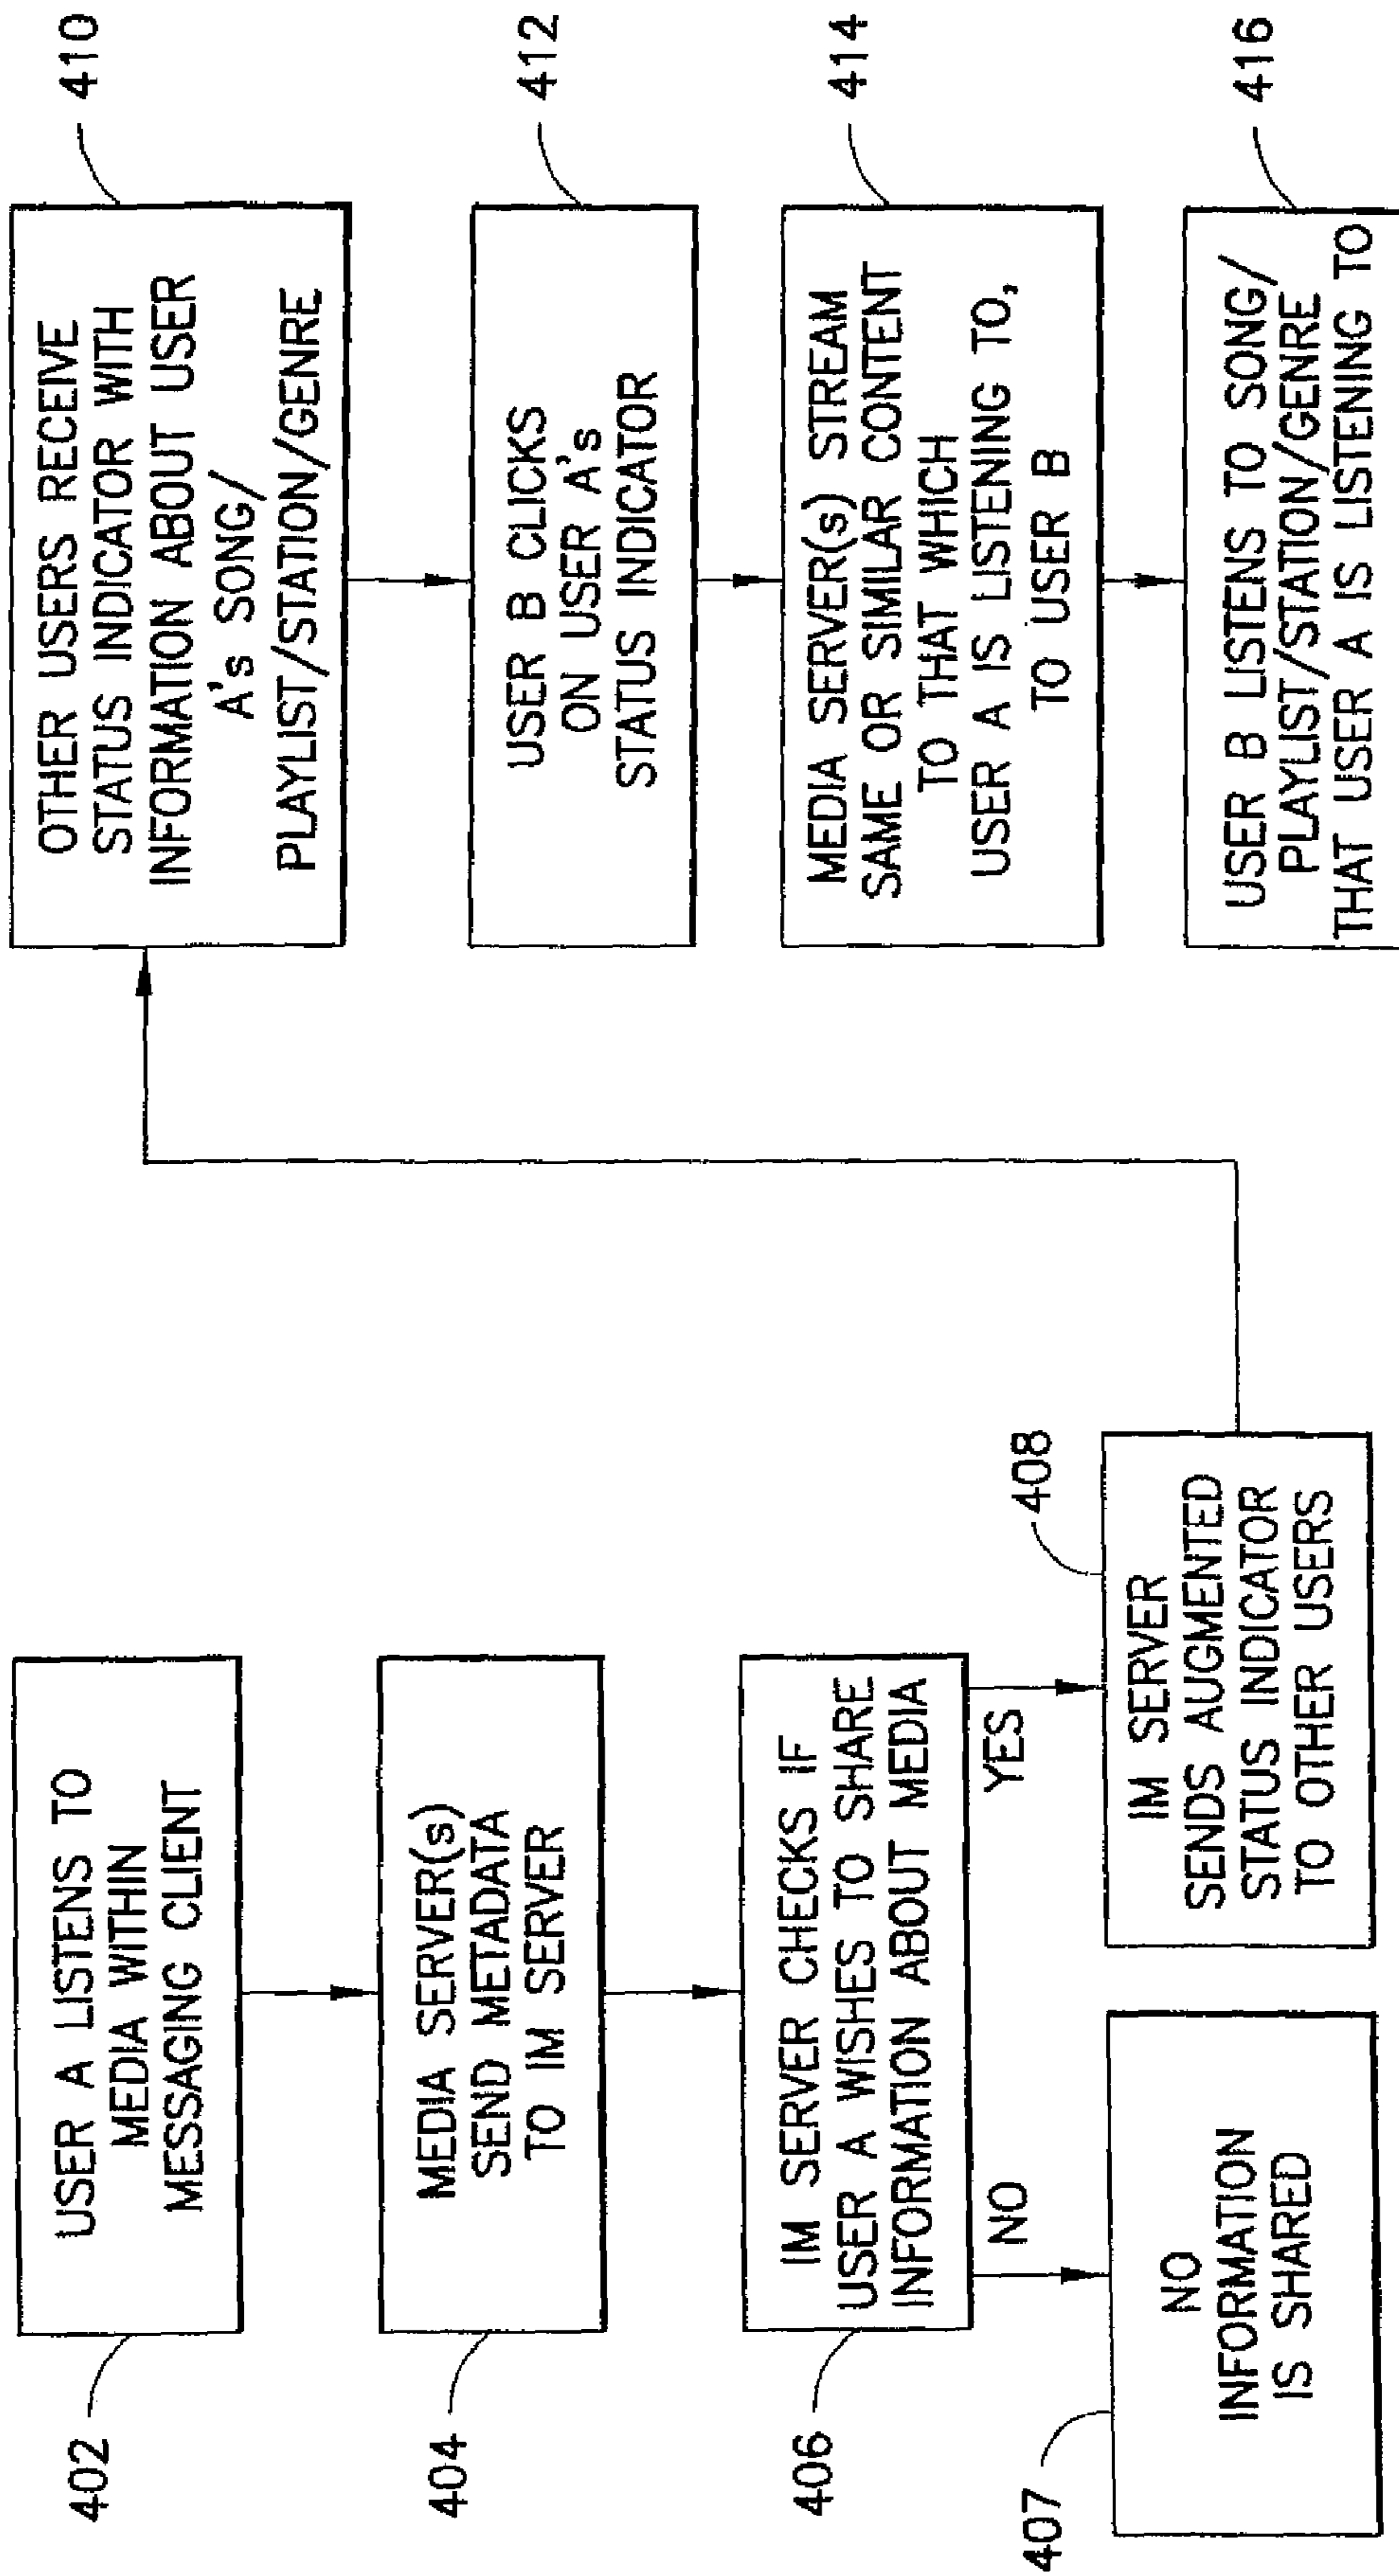 402
USER A LISTENS TO
MEDIA WITHIN
MESSAGING CLIENT
404
MEDIA SERVER(s)
SEND METADATA
TO IM SERVER
406
IM SERVER CHECKS IF
USER A WISHES TO SHARE
INFORMATION ABOUT MEDIA
NO
YES
407
NO
INFORMATION
IS SHARED
408
IM SERVER
SENDS AUGMENTED
STATUS INDICATOR
TO OTHER USERS
410
OTHER USERS RECEIVE
STATUS INDICATOR WITH
INFORMATION ABOUT USER
A's SONG/
PLAYLIST/STATION/GENRE
412
USER B CLICKS
ON USER A's
STATUS INDICATOR
414
MEDIA SERVER(s) STREAM
SAME OR SIMILAR CONTENT
TO THAT WHICH
USER A IS LISTENING TO,
TO USER B
416
USER B LISTENS TO SONG/
PLAYLIST/STATION/GENRE
THAT USER A IS LISTENING TO